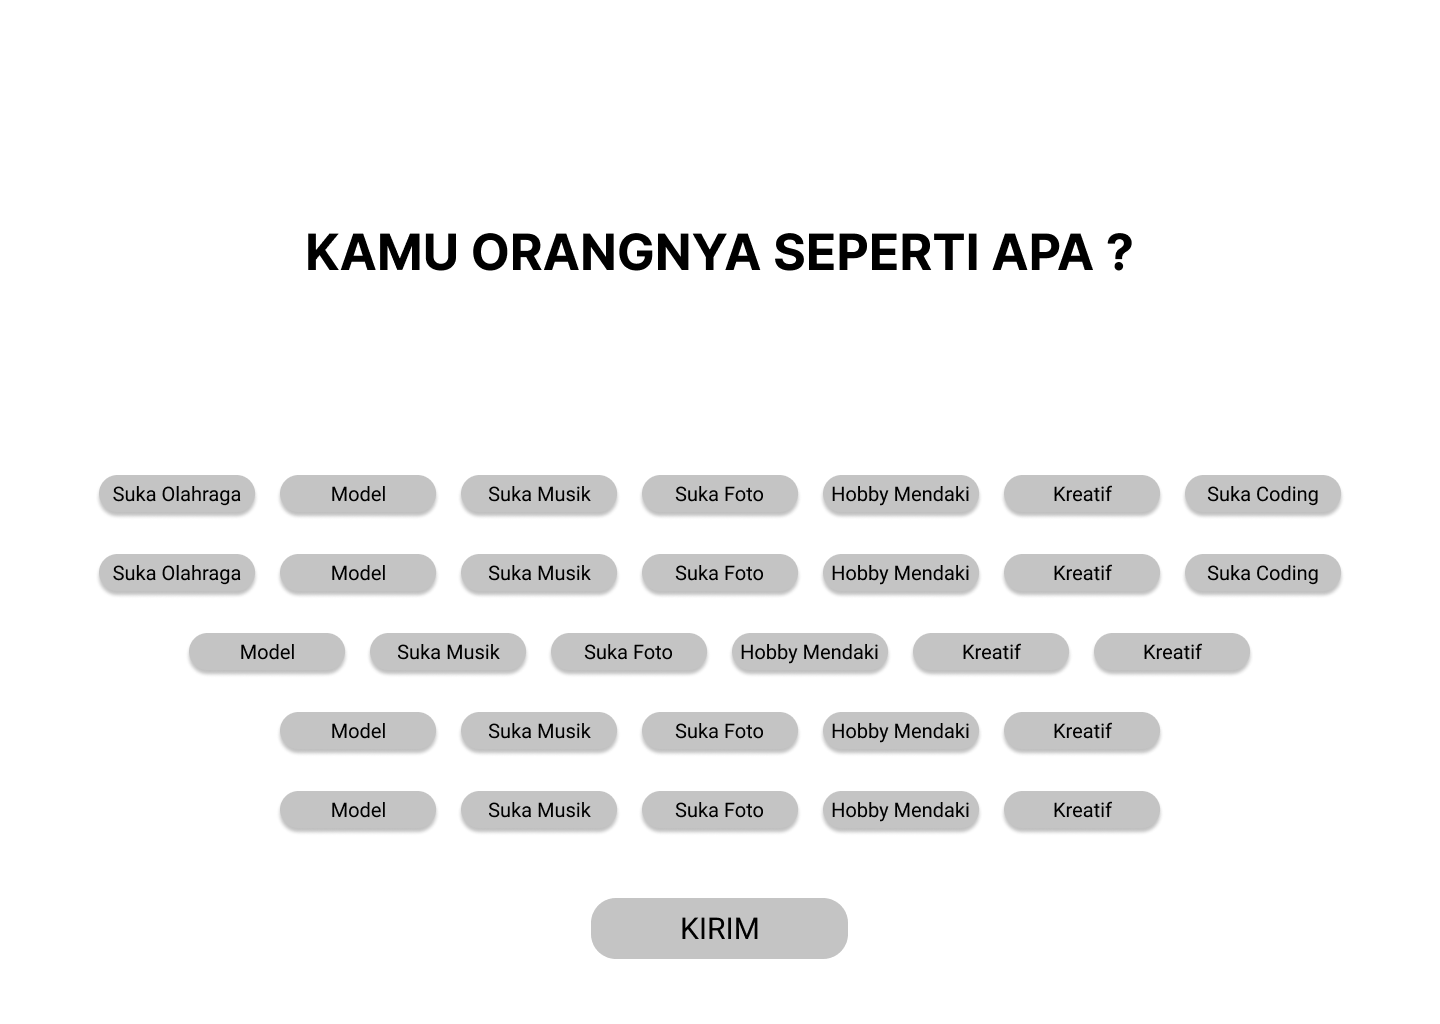 KAMU ORANGNYA SEPERTI APA ?
Suka Olahraga Model Suka Musik Suka Foto Hobby Mendaki Kreatif Suka Coding
Suka Olahraga Model Suka Musik Suka Foto Hobby Mendaki Kreatif Suka Coding
Model Suka Musik Suka Foto Hobby Mendaki Kreatif Kreatif
Model Suka Musik Suka Foto Hobby Mendaki Kreatif
Model Suka Musik Suka Foto Hobby Mendaki Kreatif
KIRIM